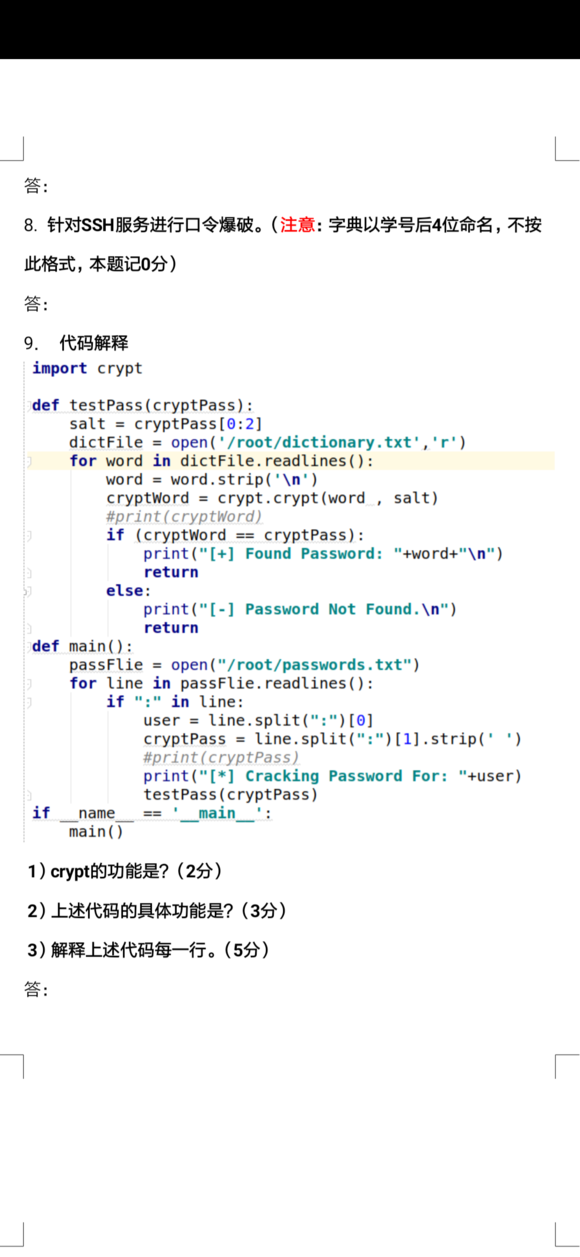 答：
8. 针对SSH服务进行口令爆破。（注意：字典以学号后4位命名，不按
此格式，本题记0分）
答：
9. 代码解释
import crypt
def testPass(cryptPass):
    salt = cryptPass[0:2]
    dictFile = open('/root/dictionary.txt','r')
    for word in dictFile.readlines():
        word = word.strip('\n')
        cryptWord = crypt.crypt(word , salt)
        #print(cryptWord)
        if (cryptWord == cryptPass):
            print("[+] Found Password: "+word+"\n")
            return
        else:
            print("[-] Password Not Found.\n")
            return
def main():
    passFlie = open("/root/passwords.txt")
    for line in passFlie.readlines():
        if ":" in line:
            user = line.split(":")[0]
            cryptPass = line.split(":")[1].strip(' ')
            #print(cryptPass)
            print("[*] Cracking Password For: "+user)
            testPass(cryptPass)
if __name__ == '__main__':
    main()
1）crypt的功能是?（2分）
2）上述代码的具体功能是?（3分）
3）解释上述代码每一行。（5分）
答：